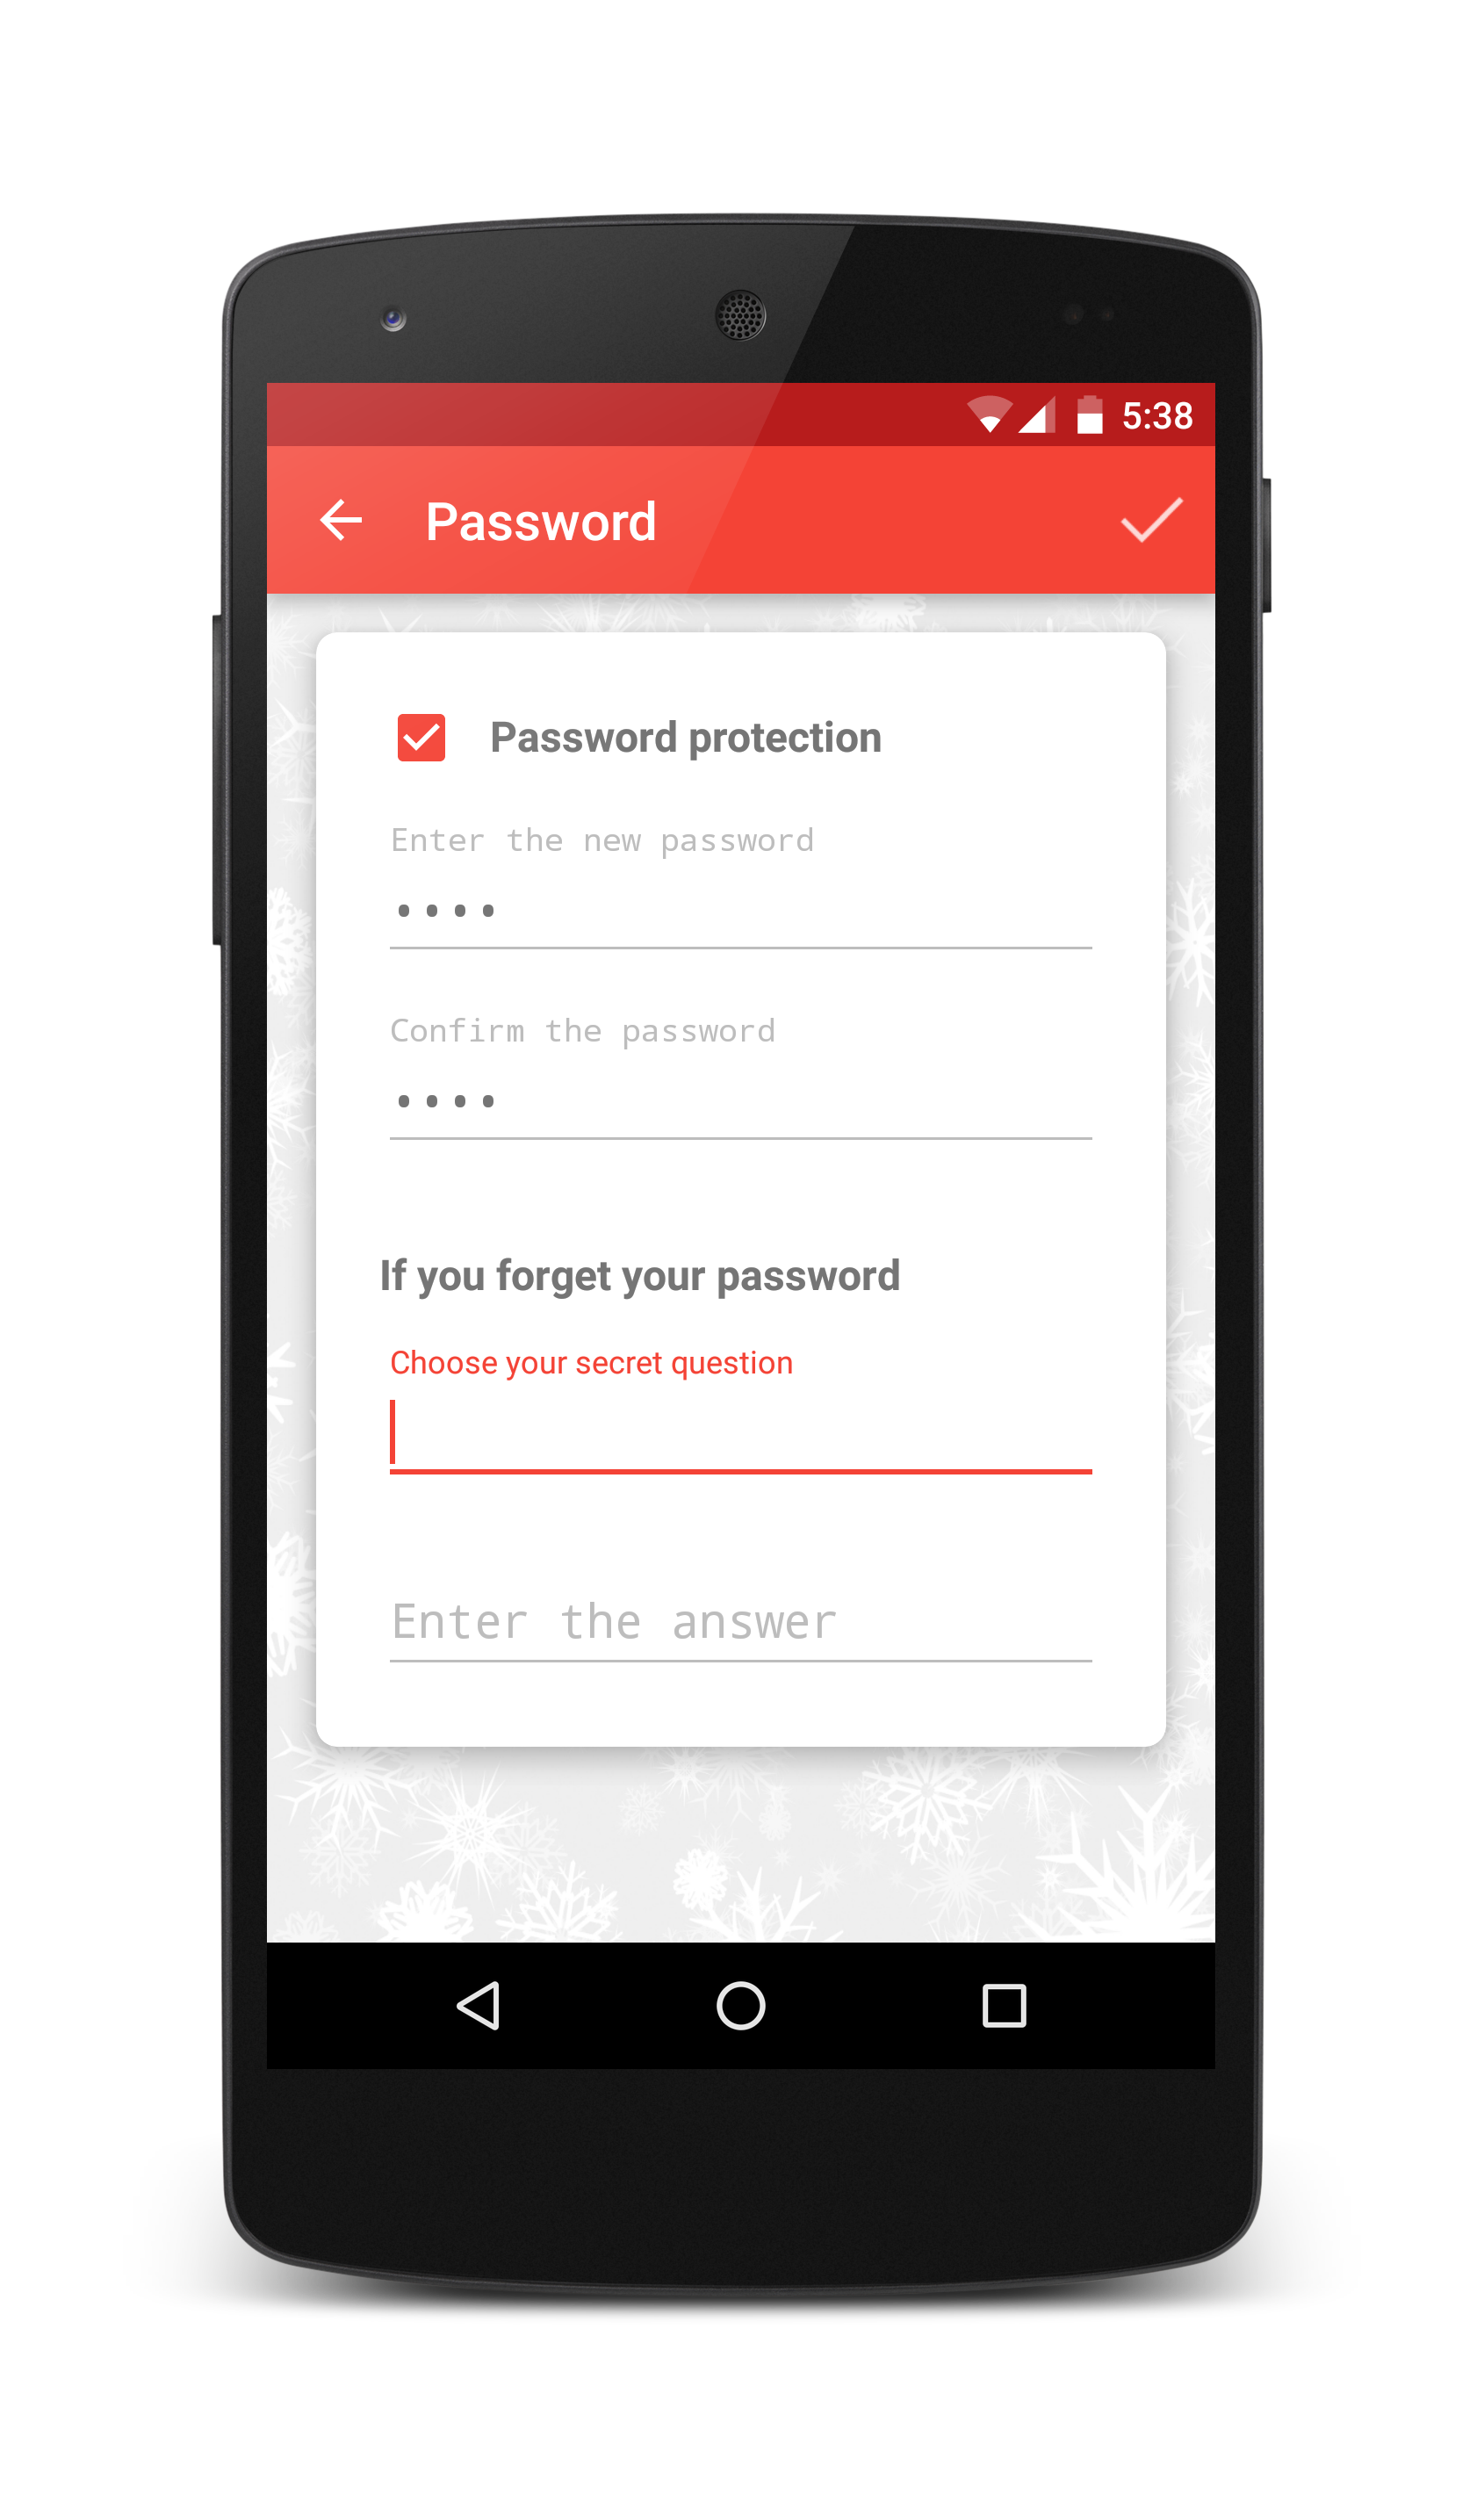 5:38
Password
Password protection
Enter the new password
••••
Confirm the password
••••
If you forget your password
Choose your secret question
Enter the answer